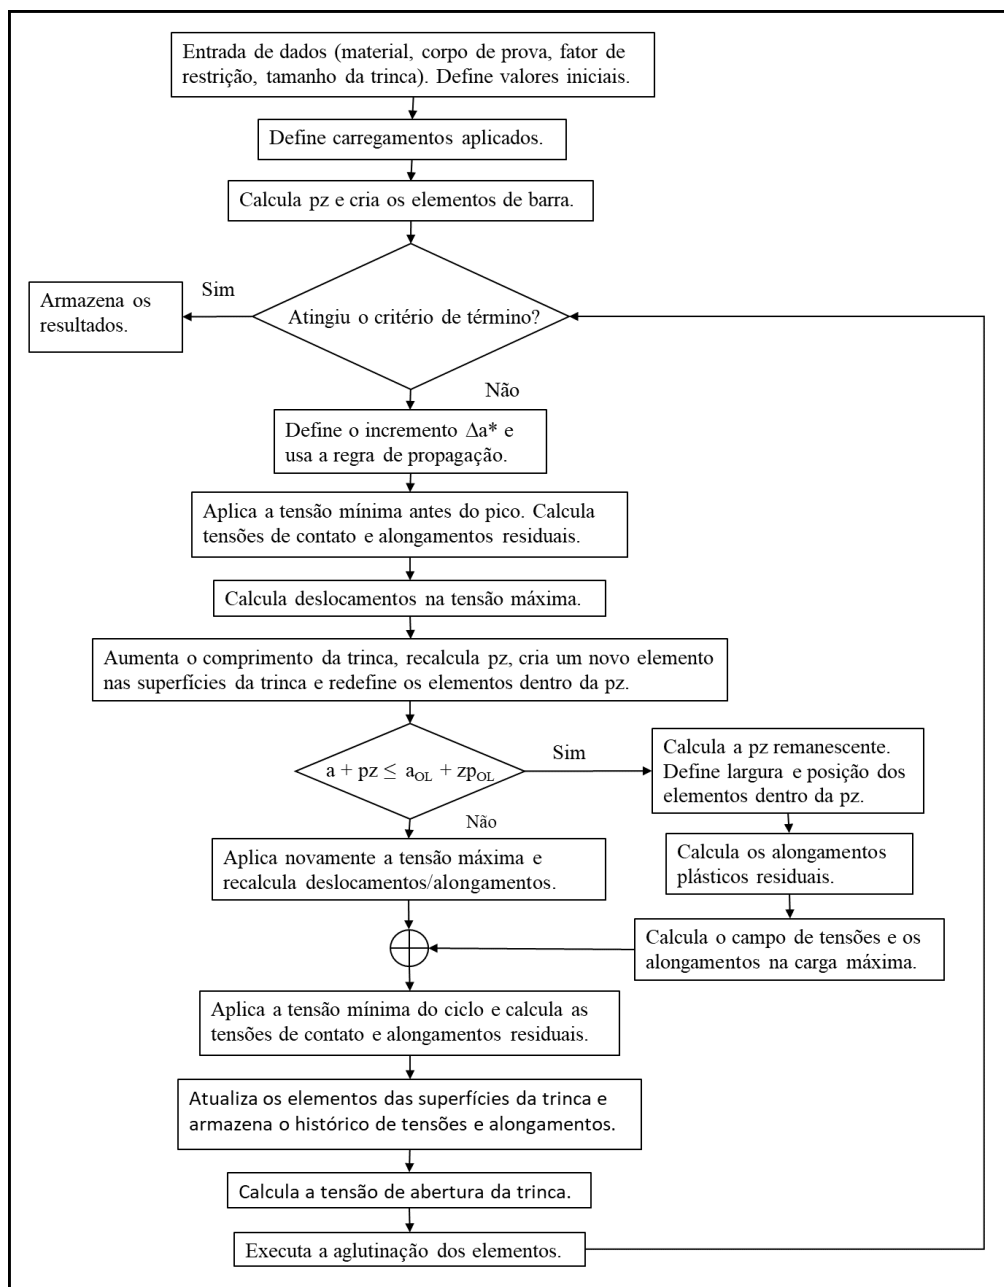 Entrada de dados (material, corpo de prova, fator de
restrição, tamanho da trinca). Define valores iniciais.
Define carregamentos aplicados.
Calcula pz e cria os elementos de barra.
Sim
Armazena os
resultados.
Atingiu o critério de término?
Não
Define o incremento Δa* e
usa a regra de propagação.
Aplica a tensão mínima antes do pico. Calcula
tensões de contato e alongamentos residuais.
Calcula deslocamentos na tensão máxima.
Aumenta o comprimento da trinca, recalcula pz, cria um novo elemento
nas superfícies da trinca e redefine os elementos dentro da pz.
a + pz ≤ a_OL + zp_OL
Sim
Calcula a pz remanescente.
Define largura e posição dos
elementos dentro da pz.
Não
Aplica novamente a tensão máxima e
recalcula deslocamentos/alongamentos.
Calcula os alongamentos
plásticos residuais.
Calcula o campo de tensões e os
alongamentos na carga máxima.
Aplica a tensão mínima do ciclo e calcula as
tensões de contato e alongamentos residuais.
Atualiza os elementos das superfícies da trinca e
armazena o histórico de tensões e alongamentos.
Calcula a tensão de abertura da trinca.
Executa a aglutinação dos elementos.